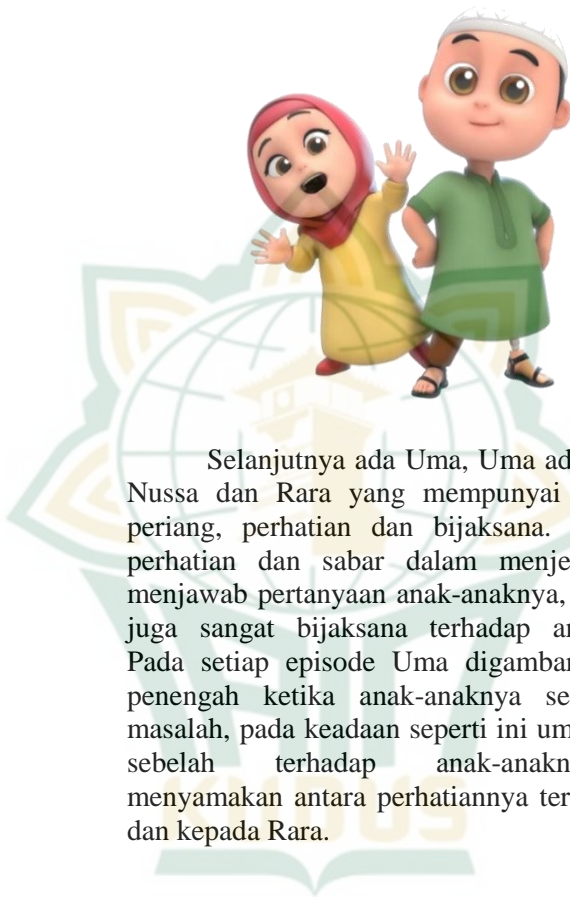 Selanjutnya ada Uma, Uma ad
Nussa dan Rara yang mempunyai
periang, perhatian dan bijaksana.
perhatian dan sabar dalam menje
menjawab pertanyaan anak-anaknya,
juga sangat bijaksana terhadap an
Pada setiap episode Uma digambar
penengah ketika anak-anaknya se
masalah, pada keadaan seperti ini um
sebelah terhadap anak-anakn
menyamakan antara perhatiannya ter
dan kepada Rara.
KUDUS